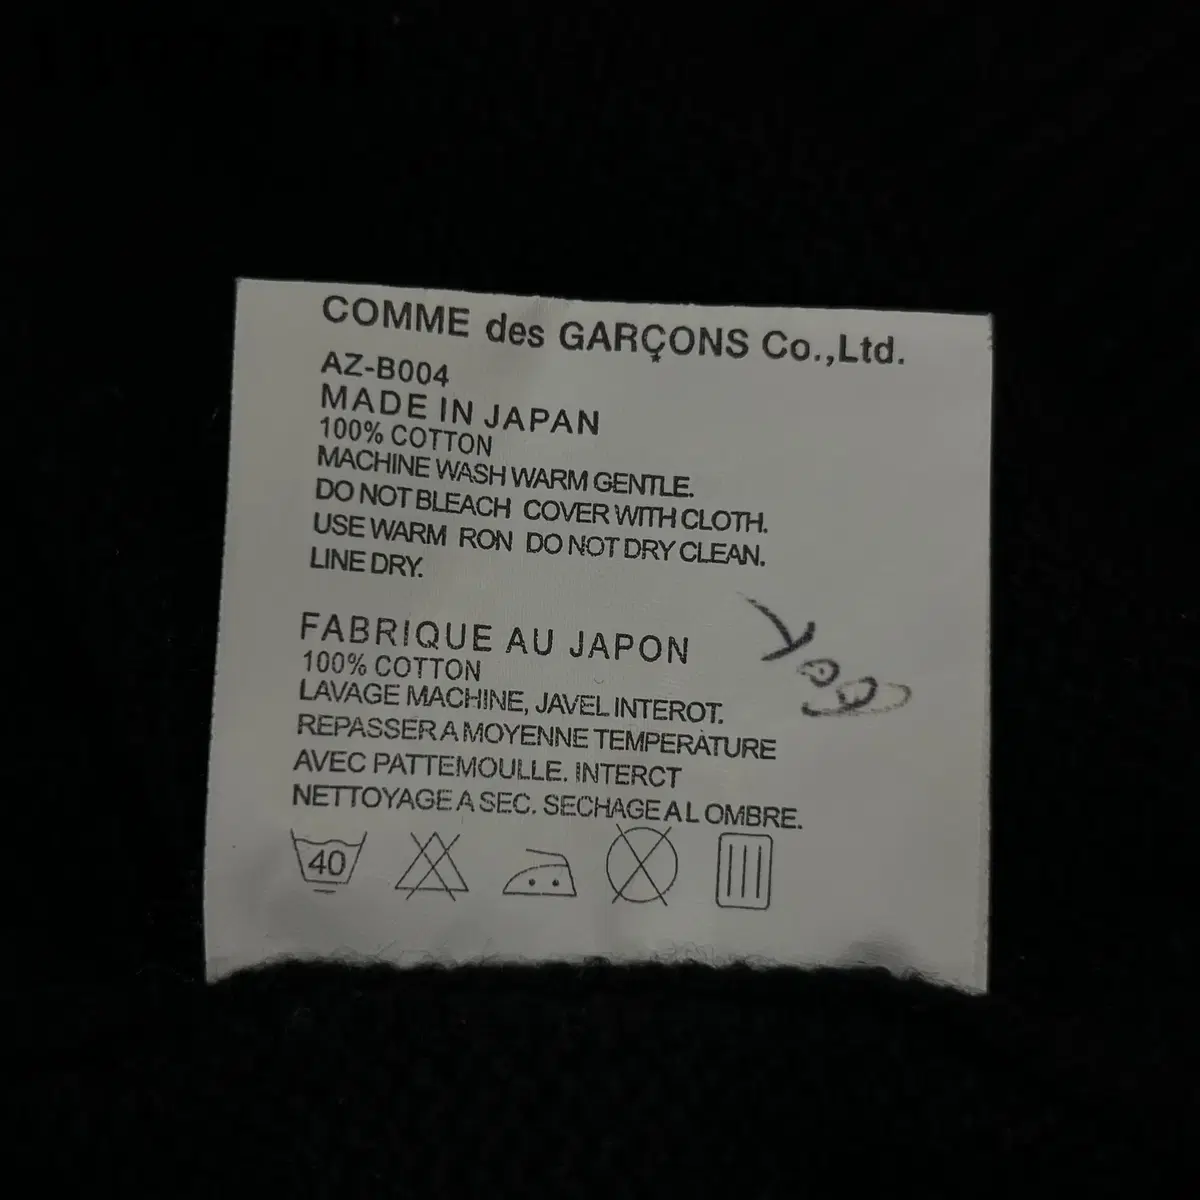 COMME des GARÇONS Co.,Ltd.
AZ-B004
MADE IN JAPAN
100% COTTON
MACHINE WASH WARM GENTLE.
DO NOT BLEACH COVER WITH CLOTH.
USE WARM RON DO NOT DRY CLEAN.
LINE DRY.
FABRIQUE AU JAPON
100% COTTON
LAVAGE MACHINE, JAVEL INTEROT.
REPASSER A MOYENNE TEMPERATURE
AVEC PATTEMOULLE. INTERCT
NETTOYAGE A SEC. SECHAGE A L OMBRE.
40